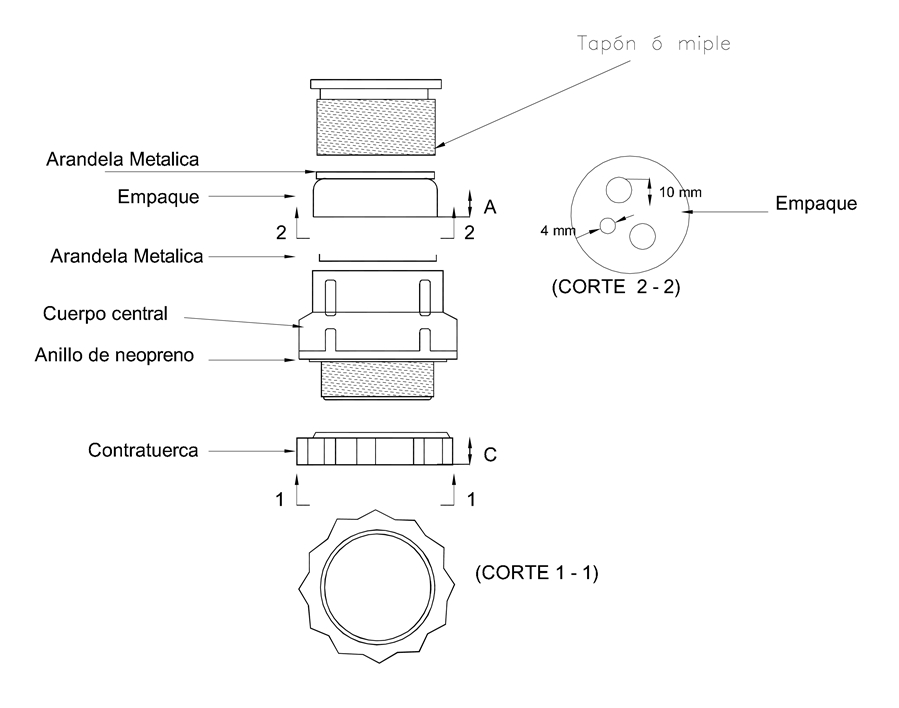 Tapón ó miple
Arandela Metalica
Empaque
A
10 mm
Empaque
2
2
4 mm
Arandela Metalica
(CORTE 2 - 2)
Cuerpo central
Anillo de neopreno
Contratuerca
C
1
1
(CORTE 1 - 1)